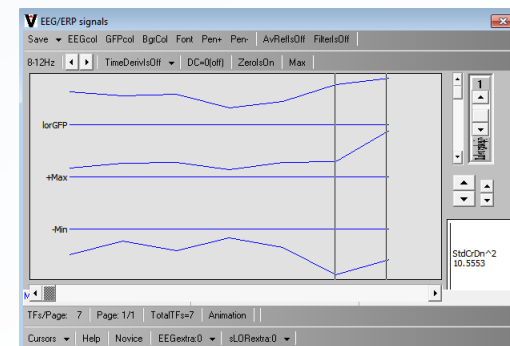 EEG/ERP signals
Save EEGcol GFPcol BgrCol Font Pen+ Pen- AvRefIsOff FilterIsOff
8-12Hz TimeDerivIsOff DC=0(off) ZeroIsOn Max
1
lorGFP
+Max
-Min
StdCrDn^2
10.5553
M
TFs/Page: 7 Page: 1/1 TotalTFs=7 Animation
Cursors Help Novice EEGextra:0 sLORextra:0